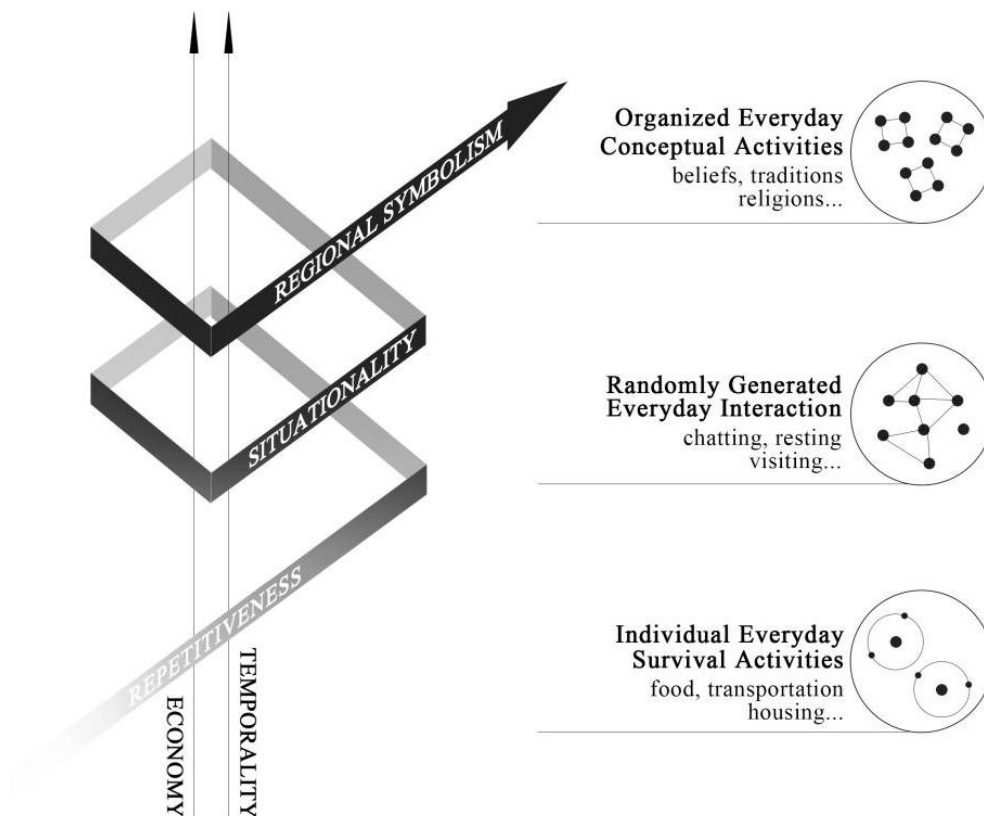 REGIONAL SYMBOLISM
SITUATIONALITY
REPETITIVENESS
ECONOMY
TEMPORALITY
Organized Everyday
Conceptual Activities
beliefs, traditions
religions...
Randomly Generated
Everyday Interaction
chatting, resting
visiting...
Individual Everyday
Survival Activities
food, transportation
housing...